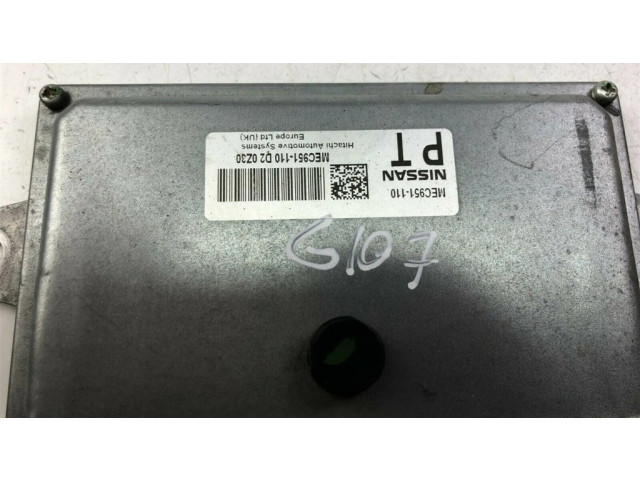 MEC951-110
NISSAN
PT
MEC951-110 D2 0Z30
Hitachi Automotive Systems
Europe Ltd (UK)
G107